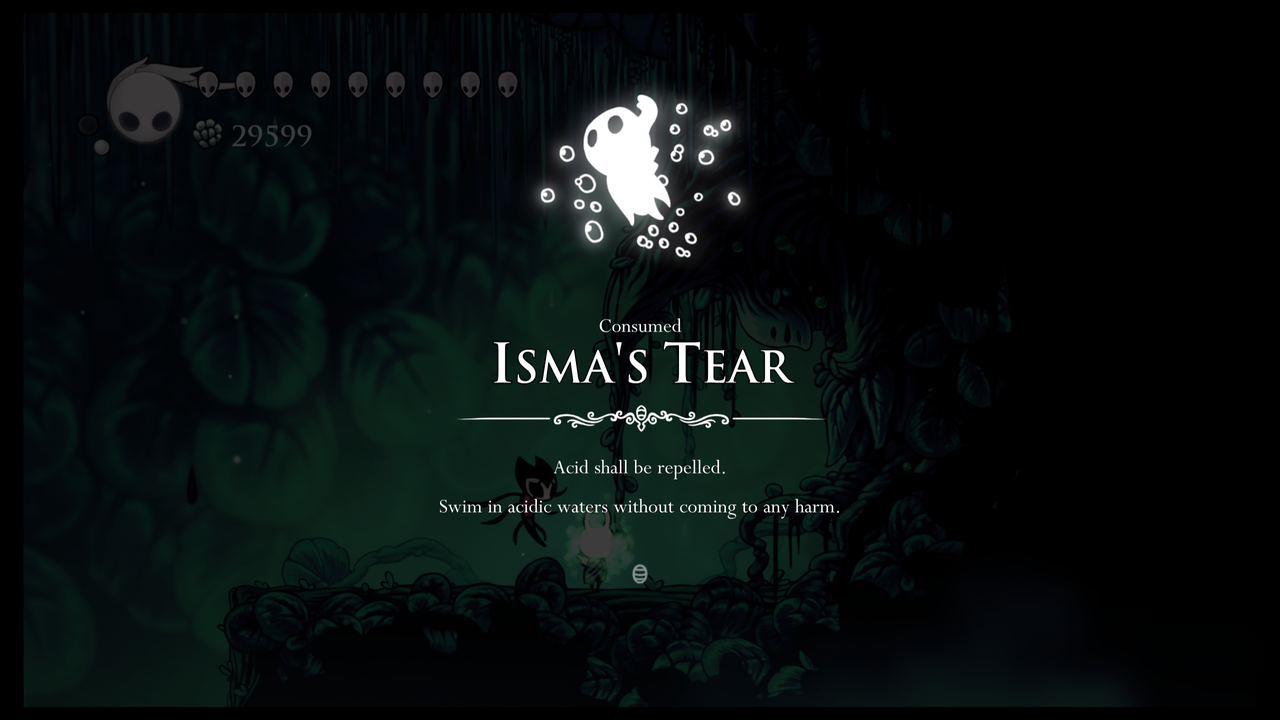 29599
Consumed
Isma's Tear
Acid shall be repelled.
Swim in acidic waters without coming to any harm.